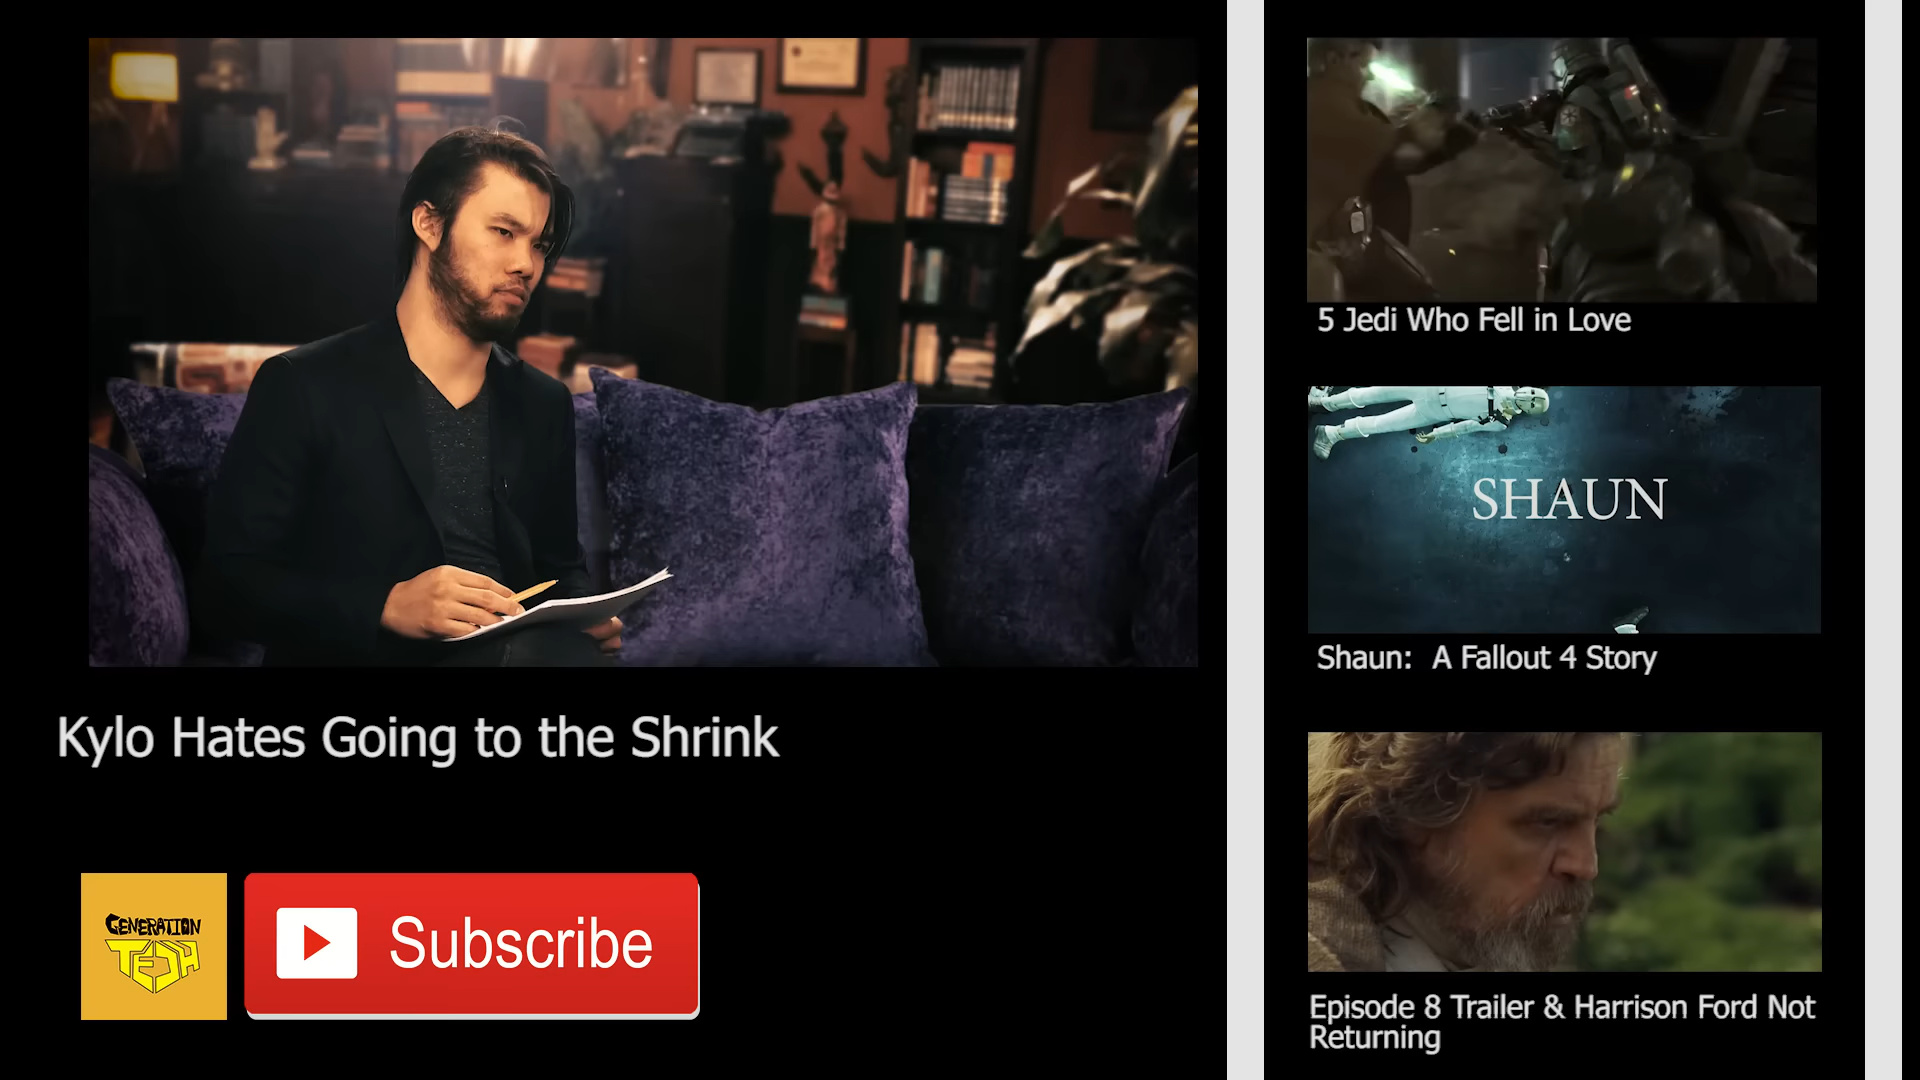 5 Jedi Who Fell in Love
SHAUN
Shaun: A Fallout 4 Story
Kylo Hates Going to the Shrink
GENERATION
TECH
Subscribe
Episode 8 Trailer & Harrison Ford Not
Returning